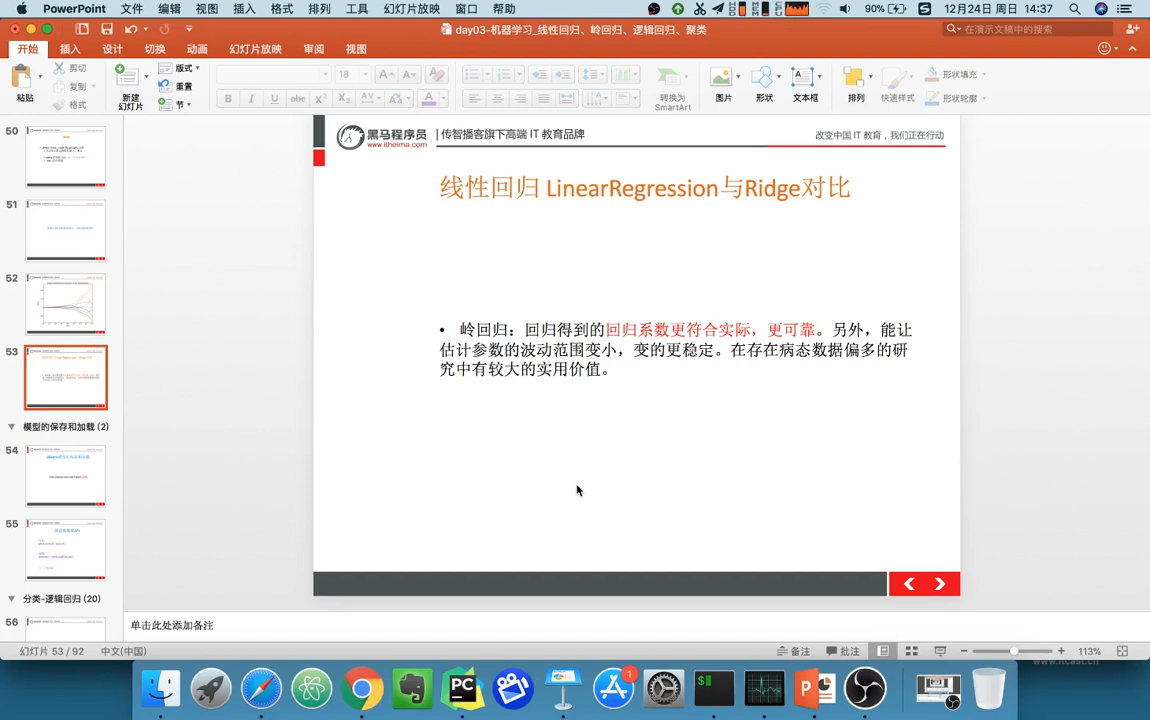 PowerPoint 文件 编辑 视图 插入 格式 排列 工具 幻灯片放映 窗口 帮助 90% 12月24日 周日 14:37
day03-机器学习_线性回归、岭回归、逻辑回归、聚类
在演示文稿中的搜索
开始 插入 设计 切换 动画 幻灯片放映 审阅 视图
粘贴
剪切
复制
格式
新建
幻灯片
版式
重置
节
18
转换为
SmartArt
图片
形状
文本框
排列
快速样式
形状填充
形状轮廓
50
51
52
53
模型的保存和加载 (2)
54
55
分类-逻辑回归 (20)
56
黑马程序员
www.itheima.com
传智播客旗下高端 IT 教育品牌
改变中国 IT 教育，我们正在行动
线性回归 LinearRegression与Ridge对比
• 岭回归：回归得到的回归系数更符合实际，更可靠。另外，能让
估计参数的波动范围变小，变的更稳定。在存在病态数据偏多的研
究中有较大的实用价值。
单击此处添加备注
幻灯片 53 / 92 中文(中国) 备注 批注 113%
www.itcast.cn
PC
1
$